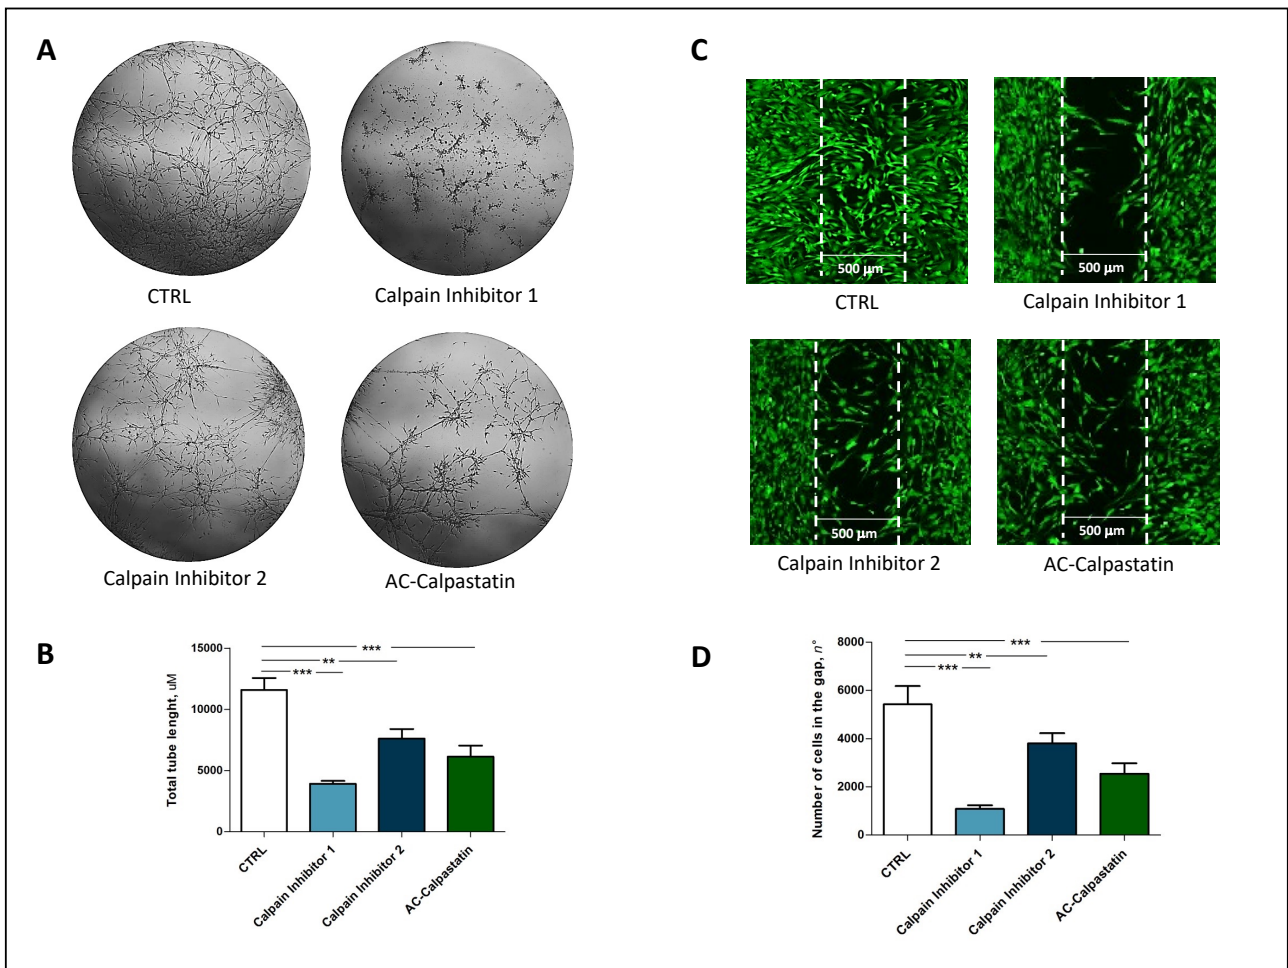 A
CTRL
Calpain Inhibitor 1
Calpain Inhibitor 2
AC-Calpastatin
B
Total tube lenght, uM
15000
10000
5000
0
***
**
***
CTRL
Calpain Inhibitor 1
Calpain Inhibitor 2
AC-Calpastatin
C
500 µm
500 µm
CTRL
Calpain Inhibitor 1
500 µm
500 µm
Calpain Inhibitor 2
AC-Calpastatin
D
Number of cells in the gap, n°
8000
6000
4000
2000
0
***
**
***
CTRL
Calpain Inhibitor 1
Calpain Inhibitor 2
AC-Calpastatin